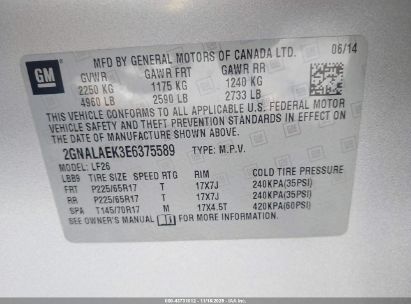 GM
MFD BY GENERAL MOTORS OF CANADA LTD. 06/14
GVWR GAWR FRT GAWR RR
2250 KG 1175 KG 1240 KG
4960 LB 2590 LB 2733 LB
THIS VEHICLE CONFORMS TO ALL APPLICABLE U.S. FEDERAL MOTOR
VEHICLE SAFETY AND THEFT PREVENTION STANDARDS IN EFFECT ON THE
DATE OF MANUFACTURE SHOWN ABOVE.
2GNALAEK3E6375589 TYPE: M.P.V.
MODEL: LF26
LBB9 TIRE SIZE SPEED RTG RIM COLD TIRE PRESSURE
FRT P225/65R17 T 17X7J 240KPA(35PSI)
RR P225/65R17 T 17X7J 240KPA(35PSI)
SPA T145/70R17 M 17X4.5T 420KPA(60PSI)
SEE OWNER'S MANUAL FOR MORE INFORMATION.